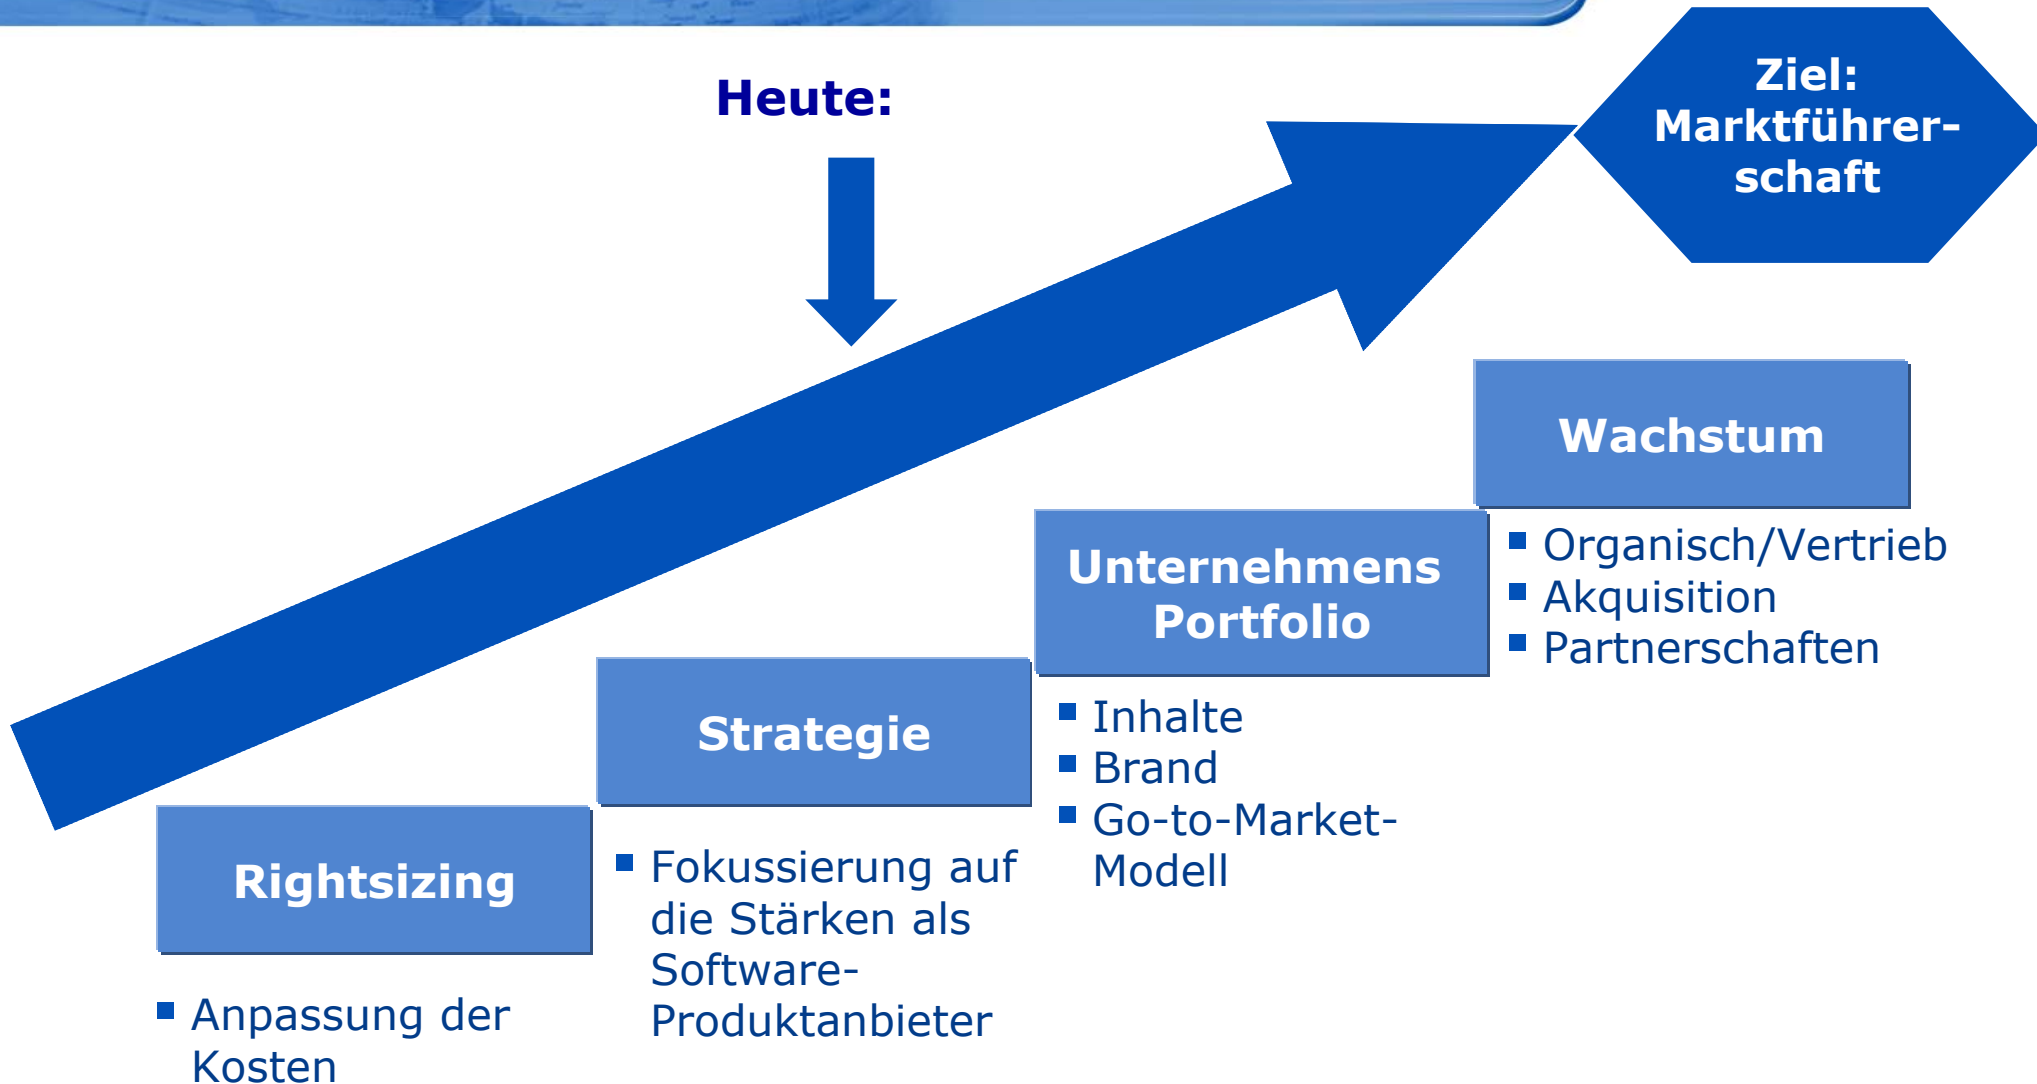 Heute:
Ziel:
Marktführer-
schaft
Wachstum
Organisch/Vertrieb
Akquisition
Partnerschaften
Unternehmens
Portfolio
Inhalte
Brand
Go-to-Market-
Modell
Strategie
Fokussierung auf
die Stärken als
Software-
Produktanbieter
Rightsizing
Anpassung der
Kosten